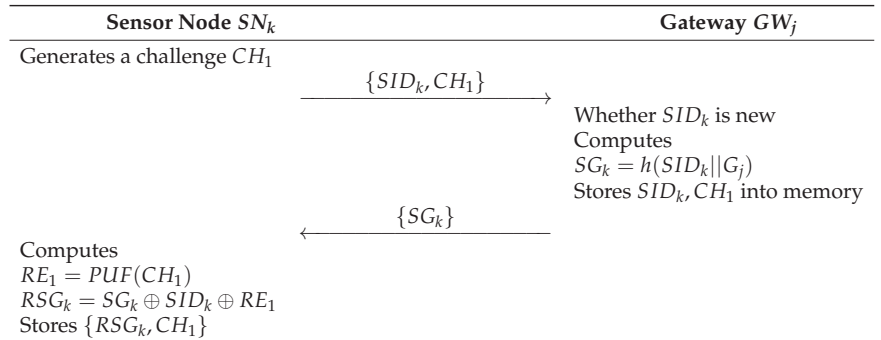 Sensor Node SN_k
Gateway GW_j
Generates a challenge CH_1
{SID_k, CH_1}
Whether SID_k is new
Computes
SG_k = h(SID_k||G_j)
Stores SID_k, CH_1 into memory
{SG_k}
Computes
RE_1 = PUF(CH_1)
RSG_k = SG_k ⊕ SID_k ⊕ RE_1
Stores {RSG_k, CH_1}